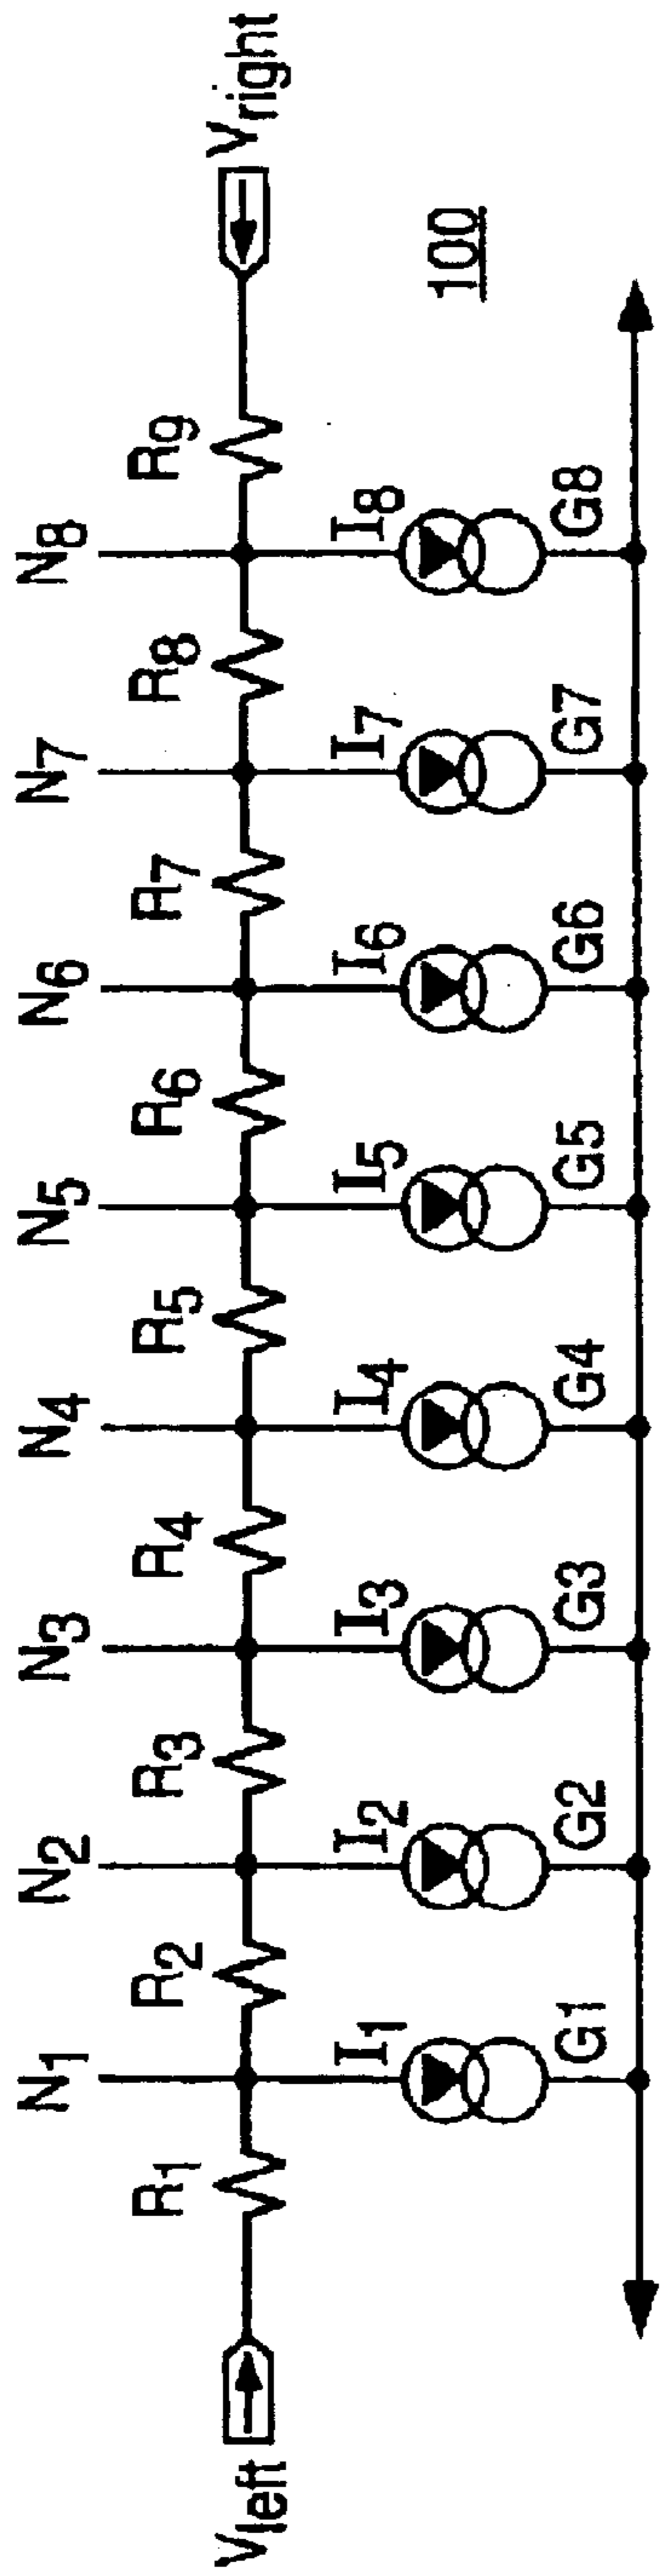 N1 N2 N3 N4 N5 N6 N7 N8
R1 R2 R3 R4 R5 R6 R7 R8 R9
Vleft Vright
I1 I2 I3 I4 I5 I6 I7 I8
100
G1 G2 G3 G4 G5 G6 G7 G8